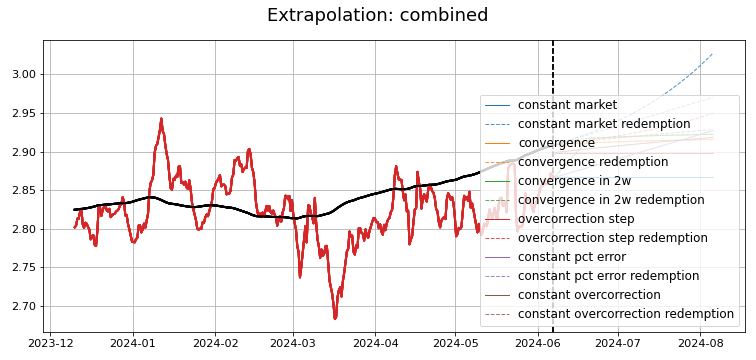 Extrapolation: combined
3.00
2.95
2.90
2.85
2.80
2.75
2.70
constant market
constant market redemption
convergence
convergence redemption
convergence in 2w
convergence in 2w redemption
overcorrection step
overcorrection step redemption
constant pct error
constant pct error redemption
constant overcorrection
constant overcorrection redemption
2023-12 2024-01 2024-02 2024-03 2024-04 2024-05 2024-06 2024-07 2024-08